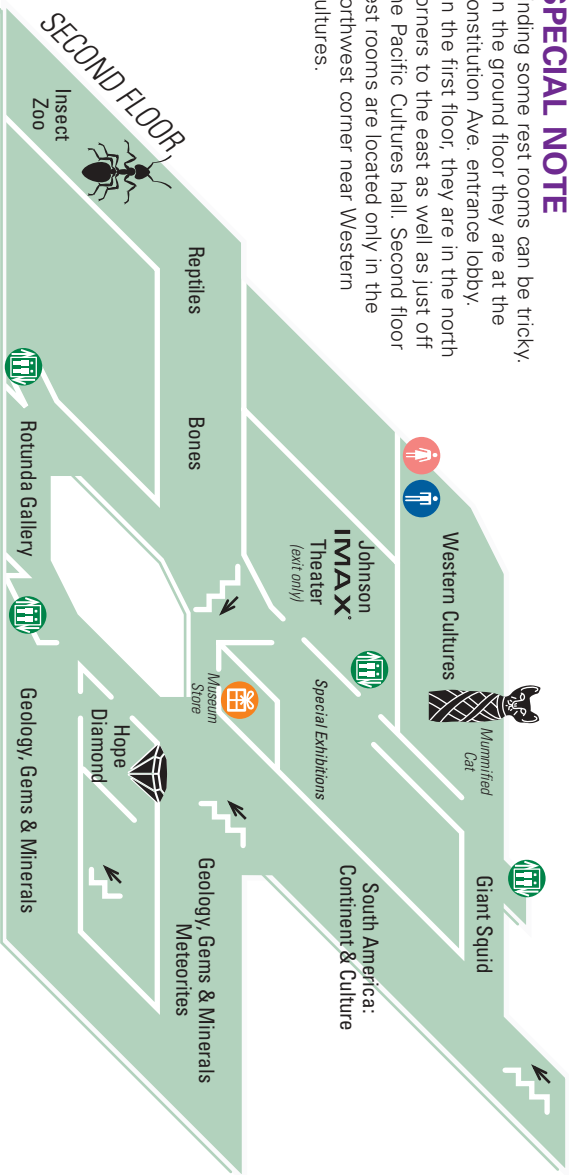 SPECIAL NOTE
nding some rest rooms can be tricky.
n the ground floor they are at the
onstitution Ave. entrance lobby.
n the first floor, they are in the north
orners to the east as well as just off
he Pacific Cultures hall. Second floor
est rooms are located only in the
orthwest corner near Western
ultures.
SECOND FLOOR
Western Cultures
Mummified
Cat
Giant Squid
Johnson
IMAX®
Theater
(exit only)
Special Exhibitions
South America:
Continent & Culture
Reptiles
Bones
Museum
Store
Geology, Gems & Minerals
Meteorites
Insect
Zoo
Hope
Diamond
Rotunda Gallery
Geology, Gems & Minerals